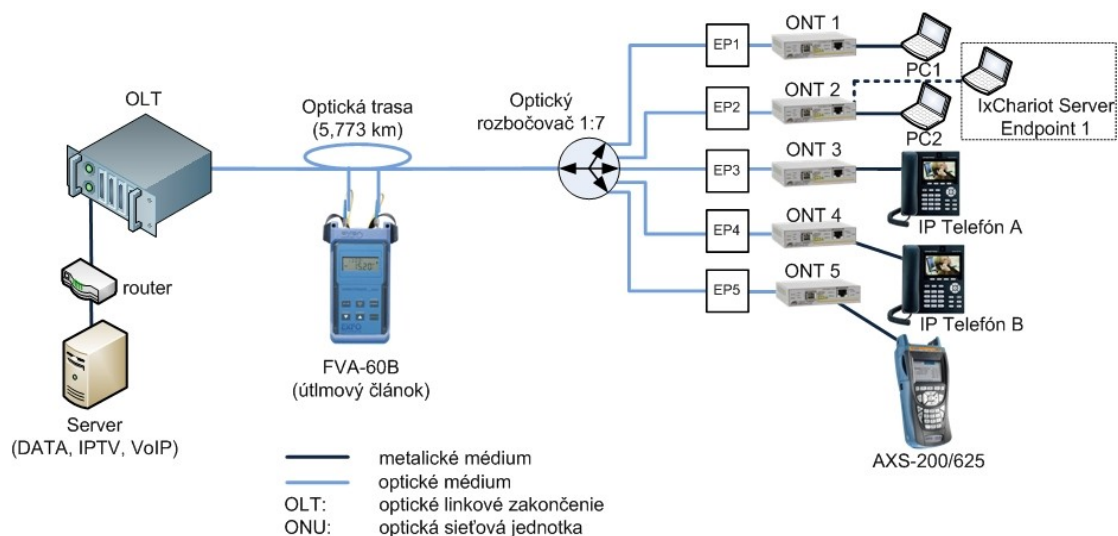 OLT
Optická trasa
(5,773 km)
Optický
rozbočovač 1:7
EP1
EP2
EP3
EP4
EP5
ONT 1
ONT 2
ONT 3
ONT 4
ONT 5
PC1
PC2
IxChariot Server
Endpoint 1
IP Telefón A
IP Telefón B
AXS-200/625
router
Server
(DATA, IPTV, VoIP)
FVA-60B
(útlmový článok)
metalické médium
optické médium
OLT: optické linkové zakončenie
ONU: optická sieťová jednotka